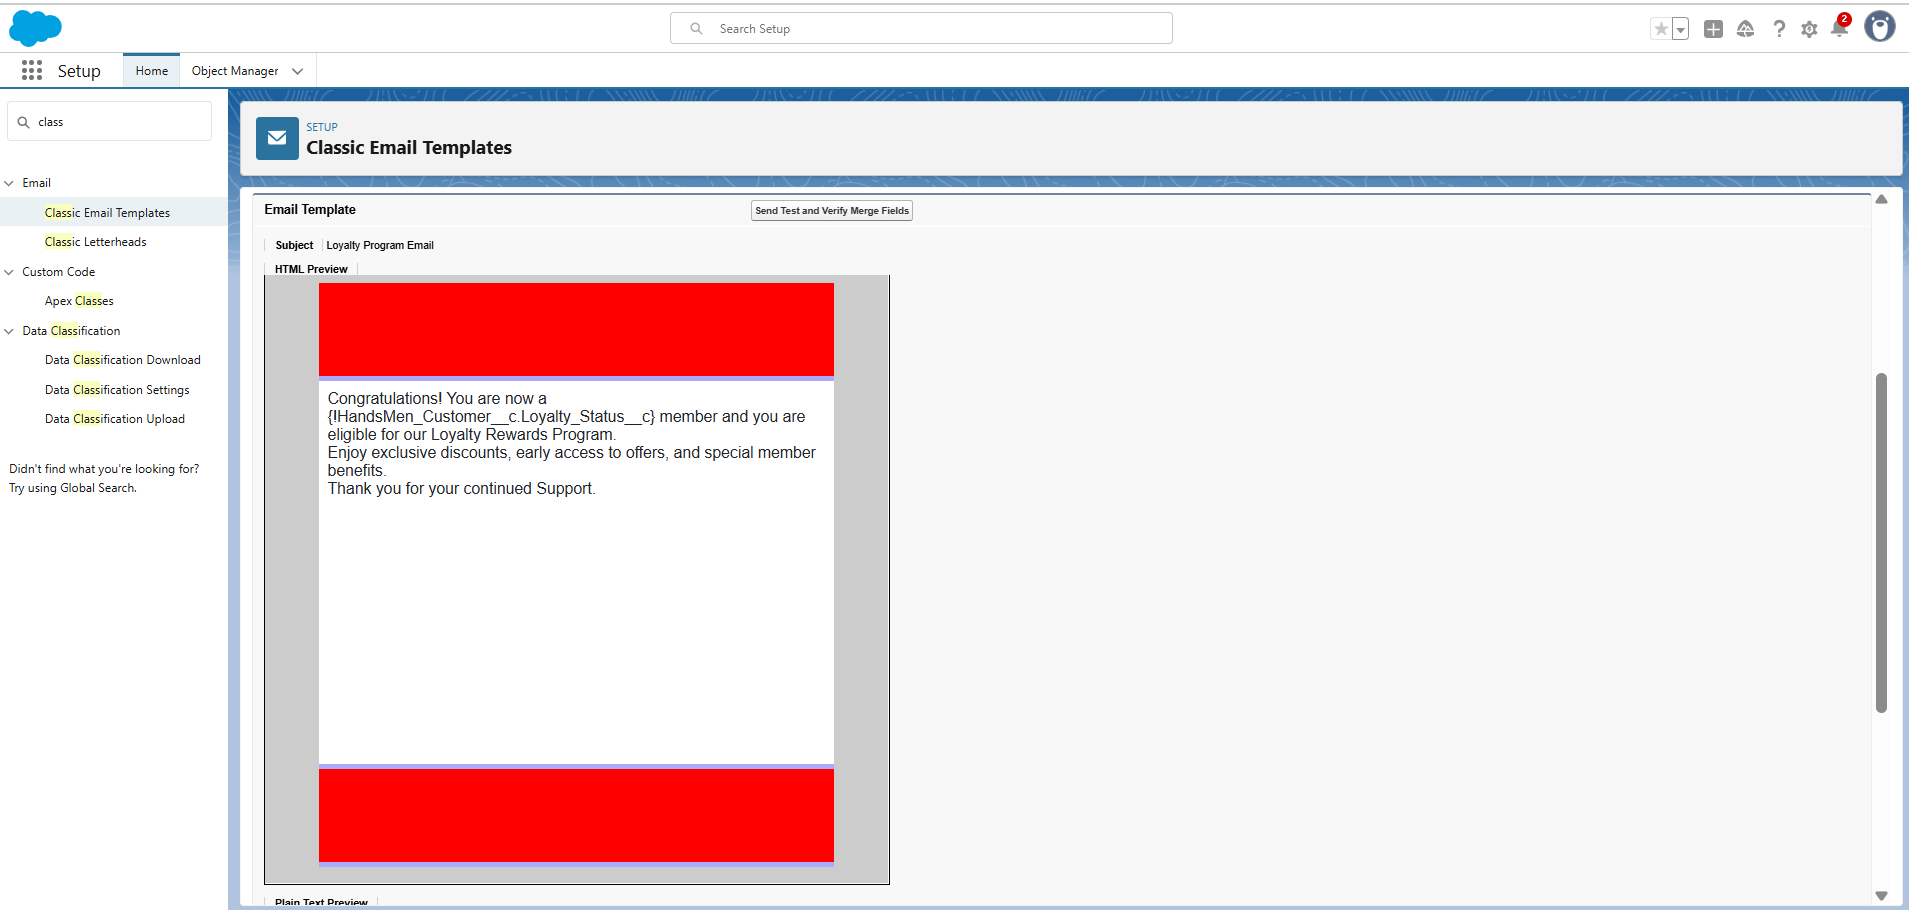 Search Setup
2
Setup
Home
Object Manager
class
Email
Classic Email Templates
Classic Letterheads
Custom Code
Apex Classes
Data Classification
Data Classification Download
Data Classification Settings
Data Classification Upload
Didn't find what you're looking for?
Try using Global Search.
SETUP
Classic Email Templates
Email Template
Send Test and Verify Merge Fields
Subject Loyalty Program Email
HTML Preview
Congratulations! You are now a
{!HandsMen_Customer__c.Loyalty_Status__c} member and you are
eligible for our Loyalty Rewards Program.
Enjoy exclusive discounts, early access to offers, and special member
benefits.
Thank you for your continued Support.
Plain Text Preview